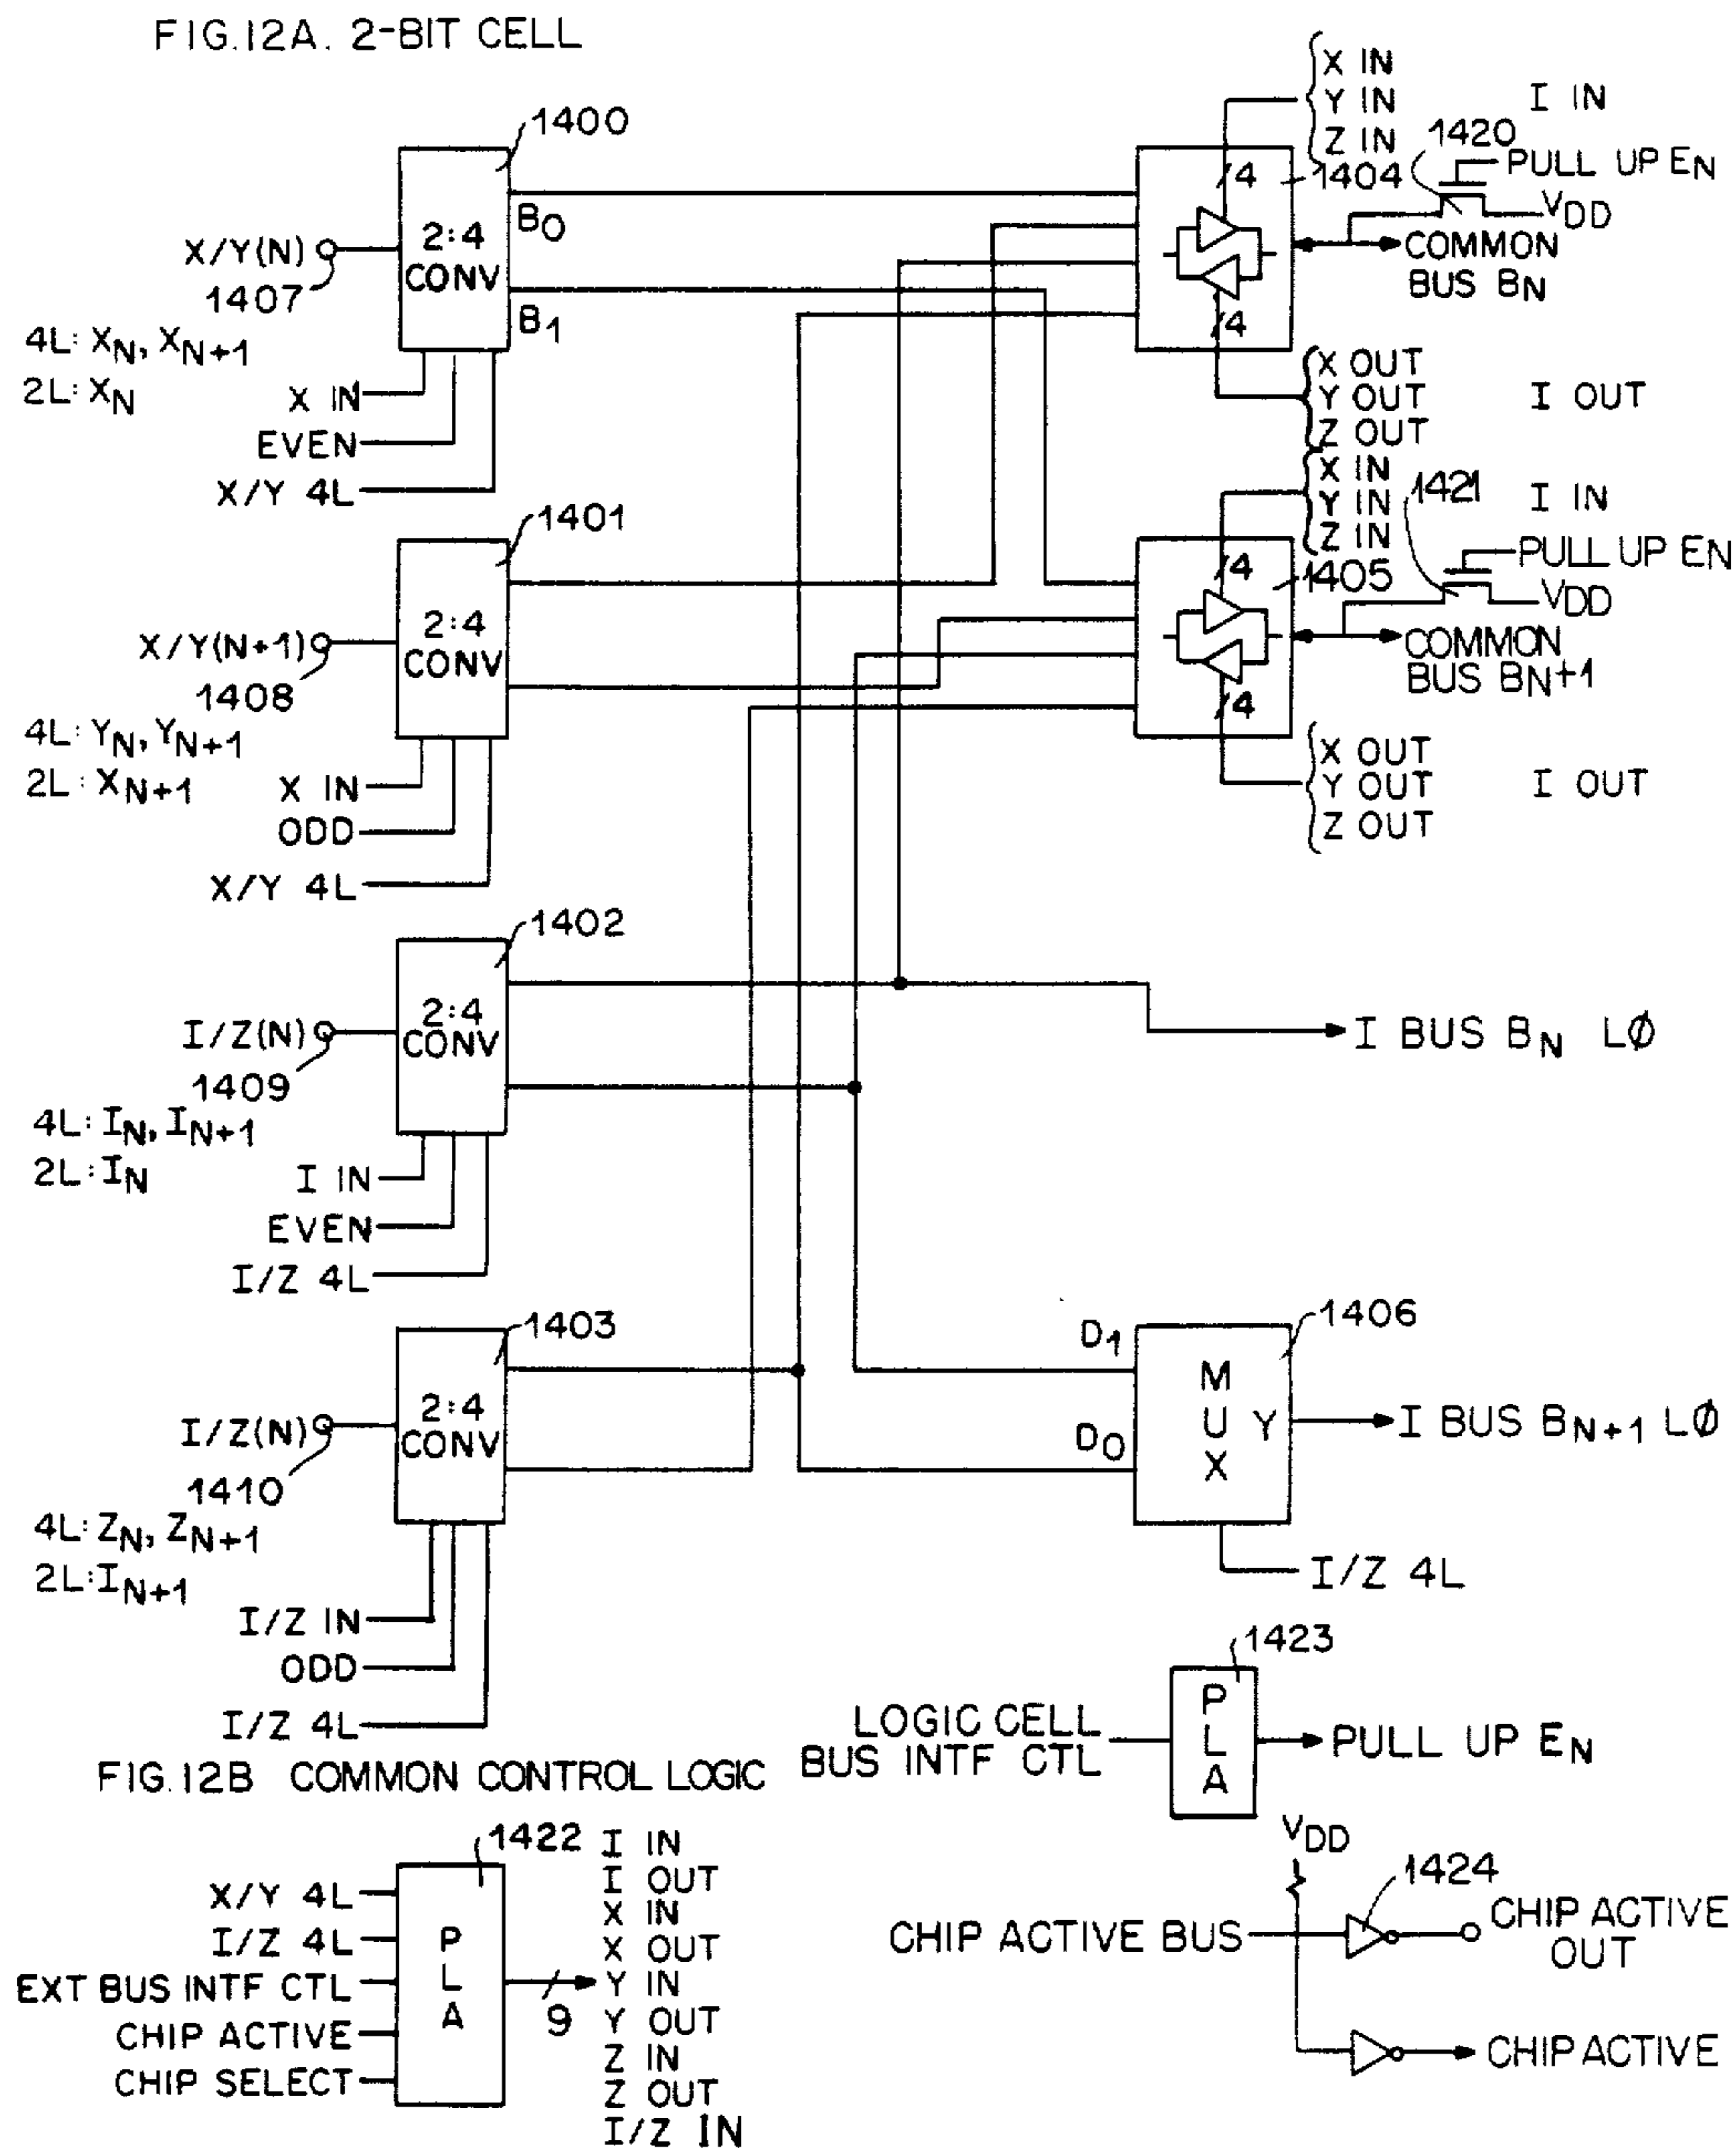 FIG.12A. 2-BIT CELL
1400
2:4
CONV
B0
B1
X/Y(N)
1407
4L: XN, XN+1
2L: XN
X IN
EVEN
X/Y 4L
1401
2:4
CONV
X/Y(N+1)
1408
4L: YN, YN+1
2L: XN+1
X IN
ODD
X/Y 4L
1402
2:4
CONV
I/Z(N)
1409
4L: IN, IN+1
2L: IN
I IN
EVEN
I/Z 4L
1403
2:4
CONV
I/Z(N)
1410
4L: ZN, ZN+1
2L: IN+1
I/Z IN
ODD
I/Z 4L
X IN
Y IN
Z IN
I IN
4
1404
1420
PULL UP EN
VDD
COMMON
BUS BN
4
X OUT
Y OUT
Z OUT
I OUT
X IN
Y IN
Z IN
I IN
4
1405
1421
PULL UP EN
VDD
COMMON
BUS BN+1
4
X OUT
Y OUT
Z OUT
I OUT
I BUS BN LØ
1406
D1
D0
MUX
Y
I BUS BN+1 LØ
I/Z 4L
FIG.12B COMMON CONTROL LOGIC
LOGIC CELL
BUS INTF CTL
1423
PLA
PULL UP EN
1422
X/Y 4L
I/Z 4L
EXT BUS INTF CTL
CHIP ACTIVE
CHIP SELECT
PLA
9
I IN
I OUT
X IN
X OUT
Y IN
Y OUT
Z IN
Z OUT
I/Z IN
VDD
1424
CHIP ACTIVE BUS
CHIP ACTIVE
OUT
CHIP ACTIVE